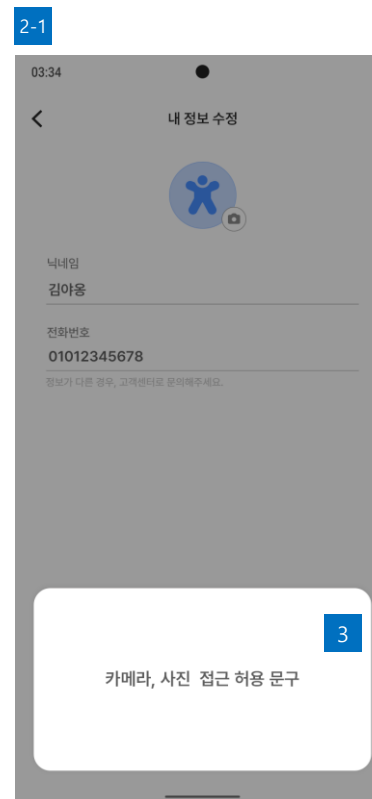 2-1
03:34
내 정보 수정
닉네임
김야옹
전화번호
01012345678
정보가 다른 경우, 고객센터로 문의해주세요.
3
카메라, 사진 접근 허용 문구